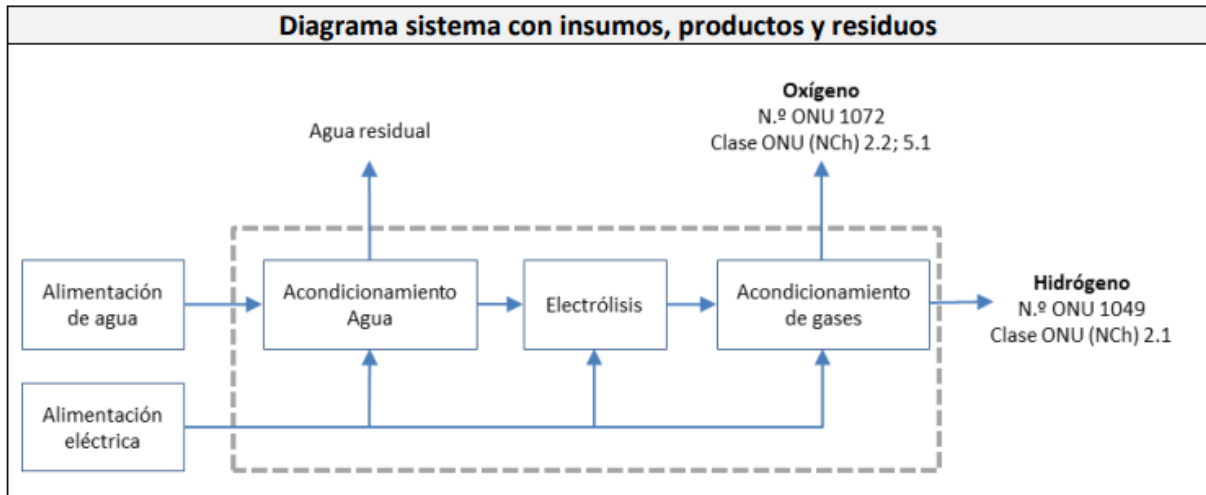 Diagrama sistema con insumos, productos y residuos
Oxígeno
N.º ONU 1072
Clase ONU (NCh) 2.2; 5.1
Agua residual
Alimentación
de agua
Acondicionamiento
Agua
Electrólisis
Acondicionamiento
de gases
Hidrógeno
N.º ONU 1049
Clase ONU (NCh) 2.1
Alimentación
eléctrica